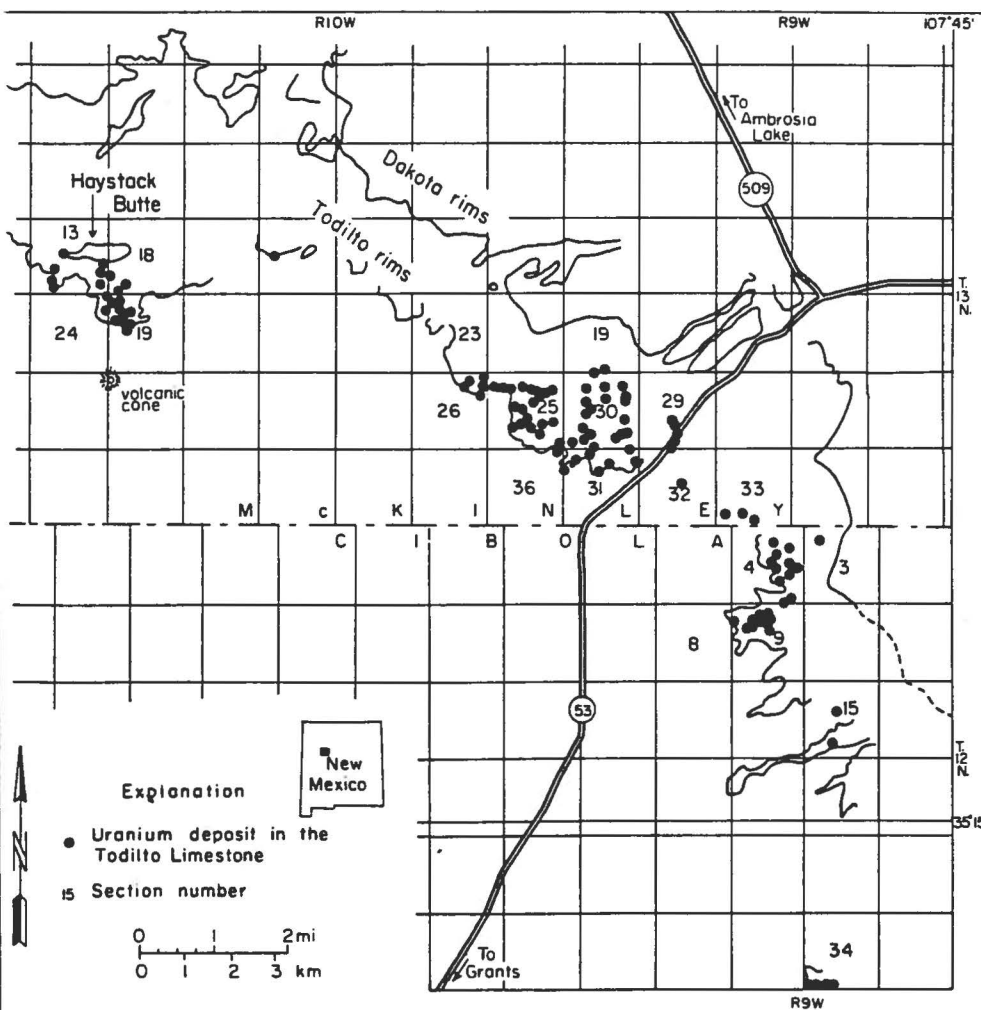 R10W
R9W
107°45'
To
Ambrosia
Lake
509
Dakota rims
Todilto rims
Haystack
Butte
13
18
T.
13
N.
24
19
23
19
volcanic
cone
26
25
30
29
36
31
32
33
M c K I N L E Y
C I B O L A
4
3
8
9
53
15
New
Mexico
T.
12
N.
Explanation
35°15
N
Uranium deposit in the
Todilto Limestone
15 Section number
0 1 2 mi
0 1 2 3 km
To
Grants
34
R9W